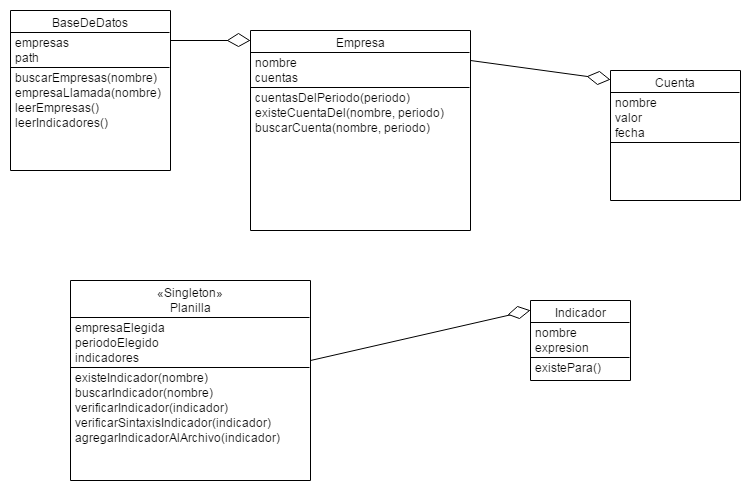 BaseDeDatos
empresas
path
buscarEmpresas(nombre)
empresaLlamada(nombre)
leerEmpresas()
leerIndicadores()
Empresa
nombre
cuentas
cuentasDelPeriodo(periodo)
existeCuentaDel(nombre, periodo)
buscarCuenta(nombre, periodo)
Cuenta
nombre
valor
fecha
«Singleton»
Planilla
empresaElegida
periodoElegido
indicadores
existeIndicador(nombre)
buscarIndicador(nombre)
verificarIndicador(indicador)
verificarSintaxisIndicador(indicador)
agregarIndicadorAlArchivo(indicador)
Indicador
nombre
expresion
existePara()